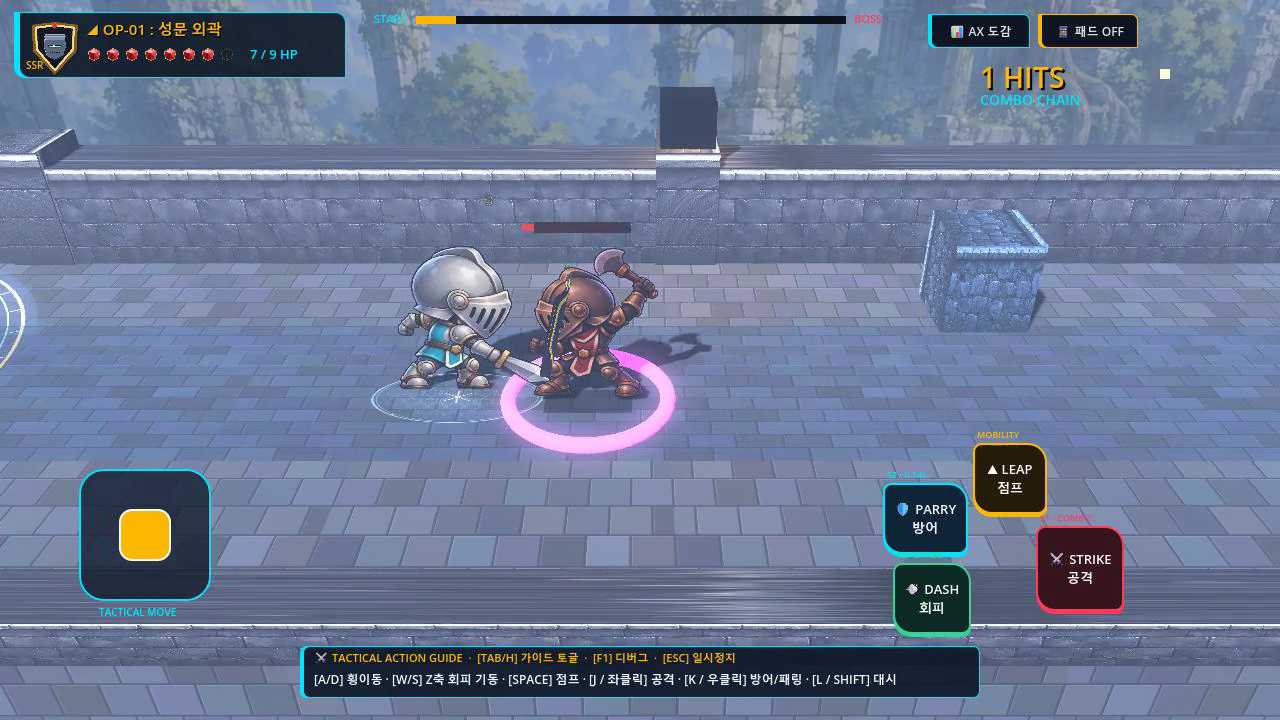 OP-01 : 성문 외곽
SSR
7 / 9 HP
START
BOSS
AX 도감
패드 OFF
1 HITS
COMBO CHAIN
MOBILITY
▲ LEAP
점프
PARRY
방어
STRIKE
공격
DASH
회피
TACTICAL MOVE
TACTICAL ACTION GUIDE · [TAB/H] 가이드 토글 · [F1] 디버그 · [ESC] 일시정지
[A/D] 횡이동 · [W/S] Z축 회피 기동 · [SPACE] 점프 · [J / 좌클릭] 공격 · [K / 우클릭] 방어/패링 · [L / SHIFT] 대시